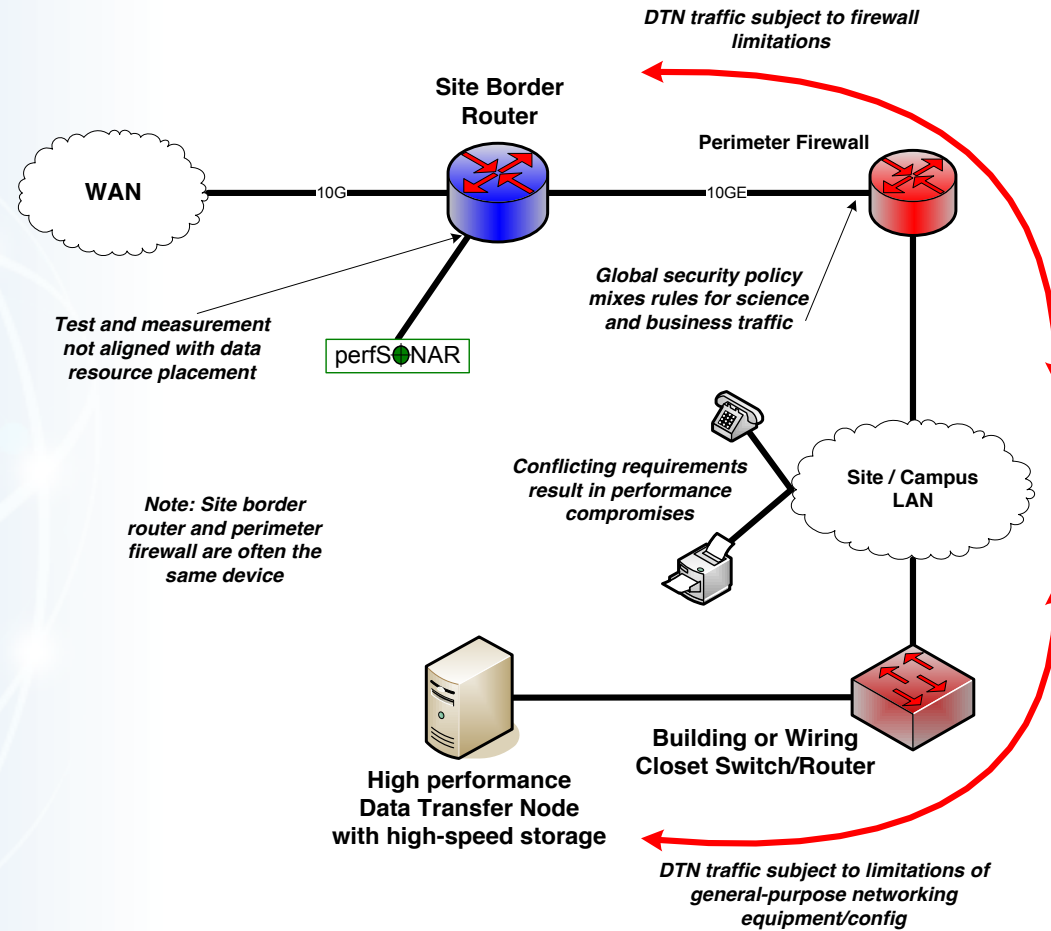 DTN traffic subject to firewall
limitations
Site Border
Router
Perimeter Firewall
WAN
10G
10GE
Global security policy
mixes rules for science
and business traffic
Test and measurement
not aligned with data
resource placement
perfSONAR
Conflicting requirements
result in performance
compromises
Site / Campus
LAN
Note: Site border
router and perimeter
firewall are often the
same device
Building or Wiring
Closet Switch/Router
High performance
Data Transfer Node
with high-speed storage
DTN traffic subject to limitations of
general-purpose networking
equipment/config